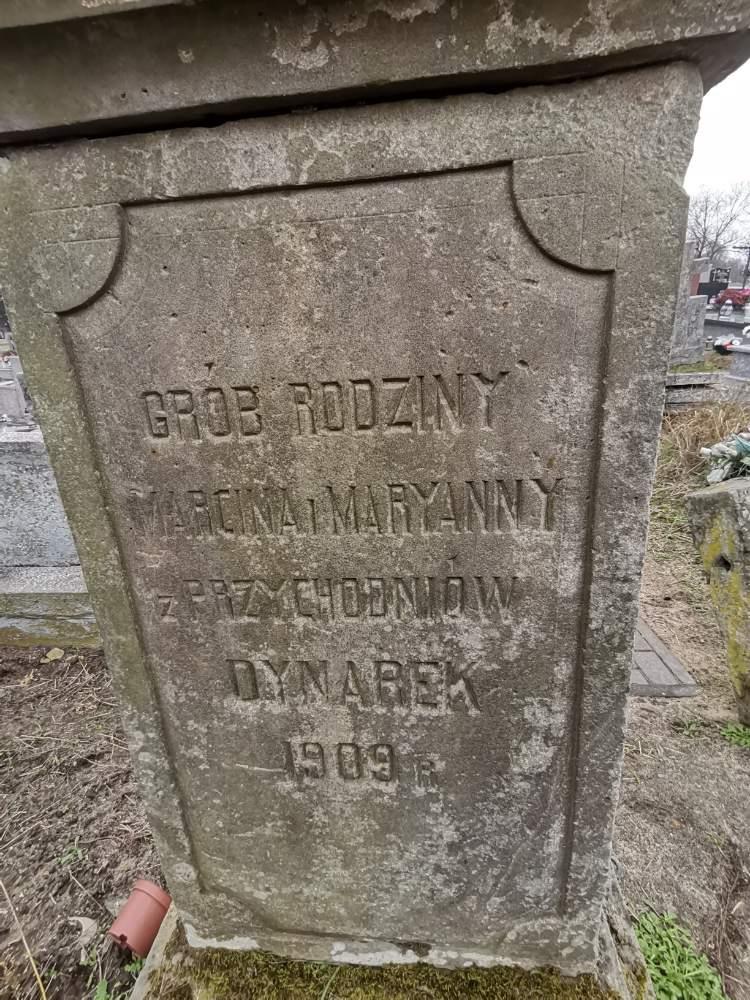 GRÓB RODZINY
MARCINA I MARYANNY
z PRZYCHODNIÓW
DYNAREK
1909 R